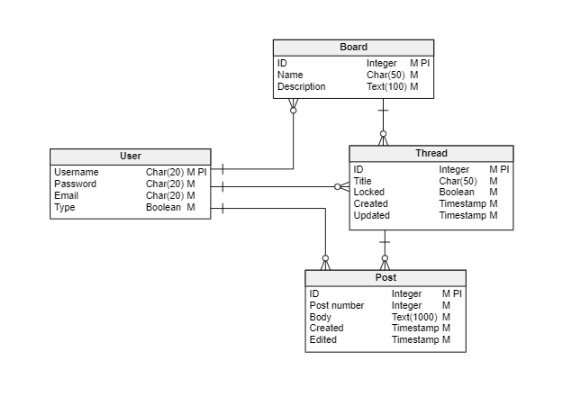 Board
ID Integer M PI
Name Char(50) M
Description Text(100) M
User
Username Char(20) M PI
Password Char(20) M
Email Char(20) M
Type Boolean M
Thread
ID Integer M PI
Title Char(50) M
Locked Boolean M
Created Timestamp M
Updated Timestamp M
Post
ID Integer M PI
Post number Integer M
Body Text(1000) M
Created Timestamp M
Edited Timestamp M